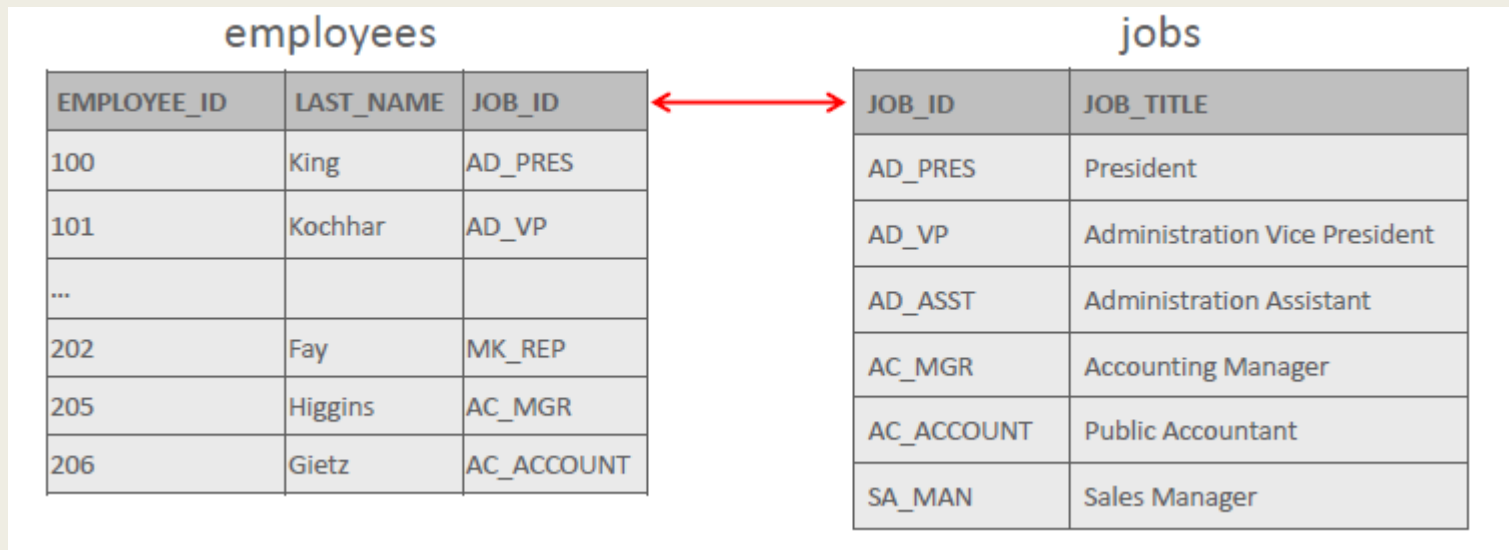 employees
EMPLOYEE_ID LAST_NAME JOB_ID
100 King AD_PRES
101 Kochhar AD_VP
...
202 Fay MK_REP
205 Higgins AC_MGR
206 Gietz AC_ACCOUNT
jobs
JOB_ID JOB_TITLE
AD_PRES President
AD_VP Administration Vice President
AD_ASST Administration Assistant
AC_MGR Accounting Manager
AC_ACCOUNT Public Accountant
SA_MAN Sales Manager